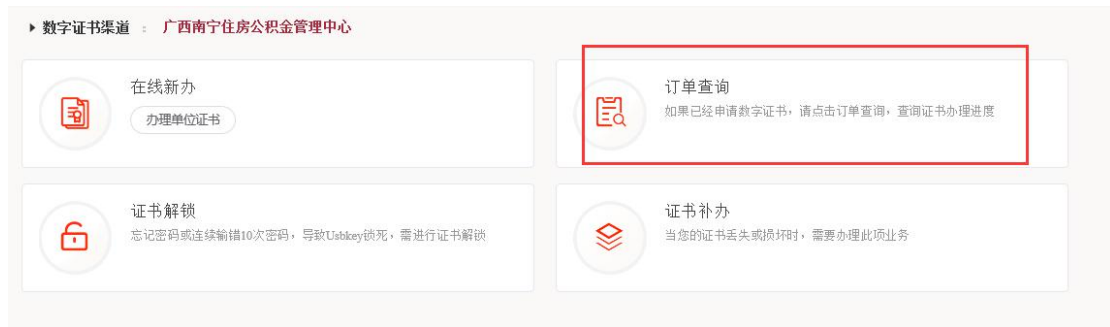 数字证书渠道 : 广西南宁住房公积金管理中心
在线新办
办理单位证书
订单查询
如果已经申请数字证书，请点击订单查询，查询证书办理进度
证书解锁
忘记密码或连续输错10次密码，导致Usbkey锁死，需进行证书解锁
证书补办
当您的证书丢失或损坏时，需要办理此项业务